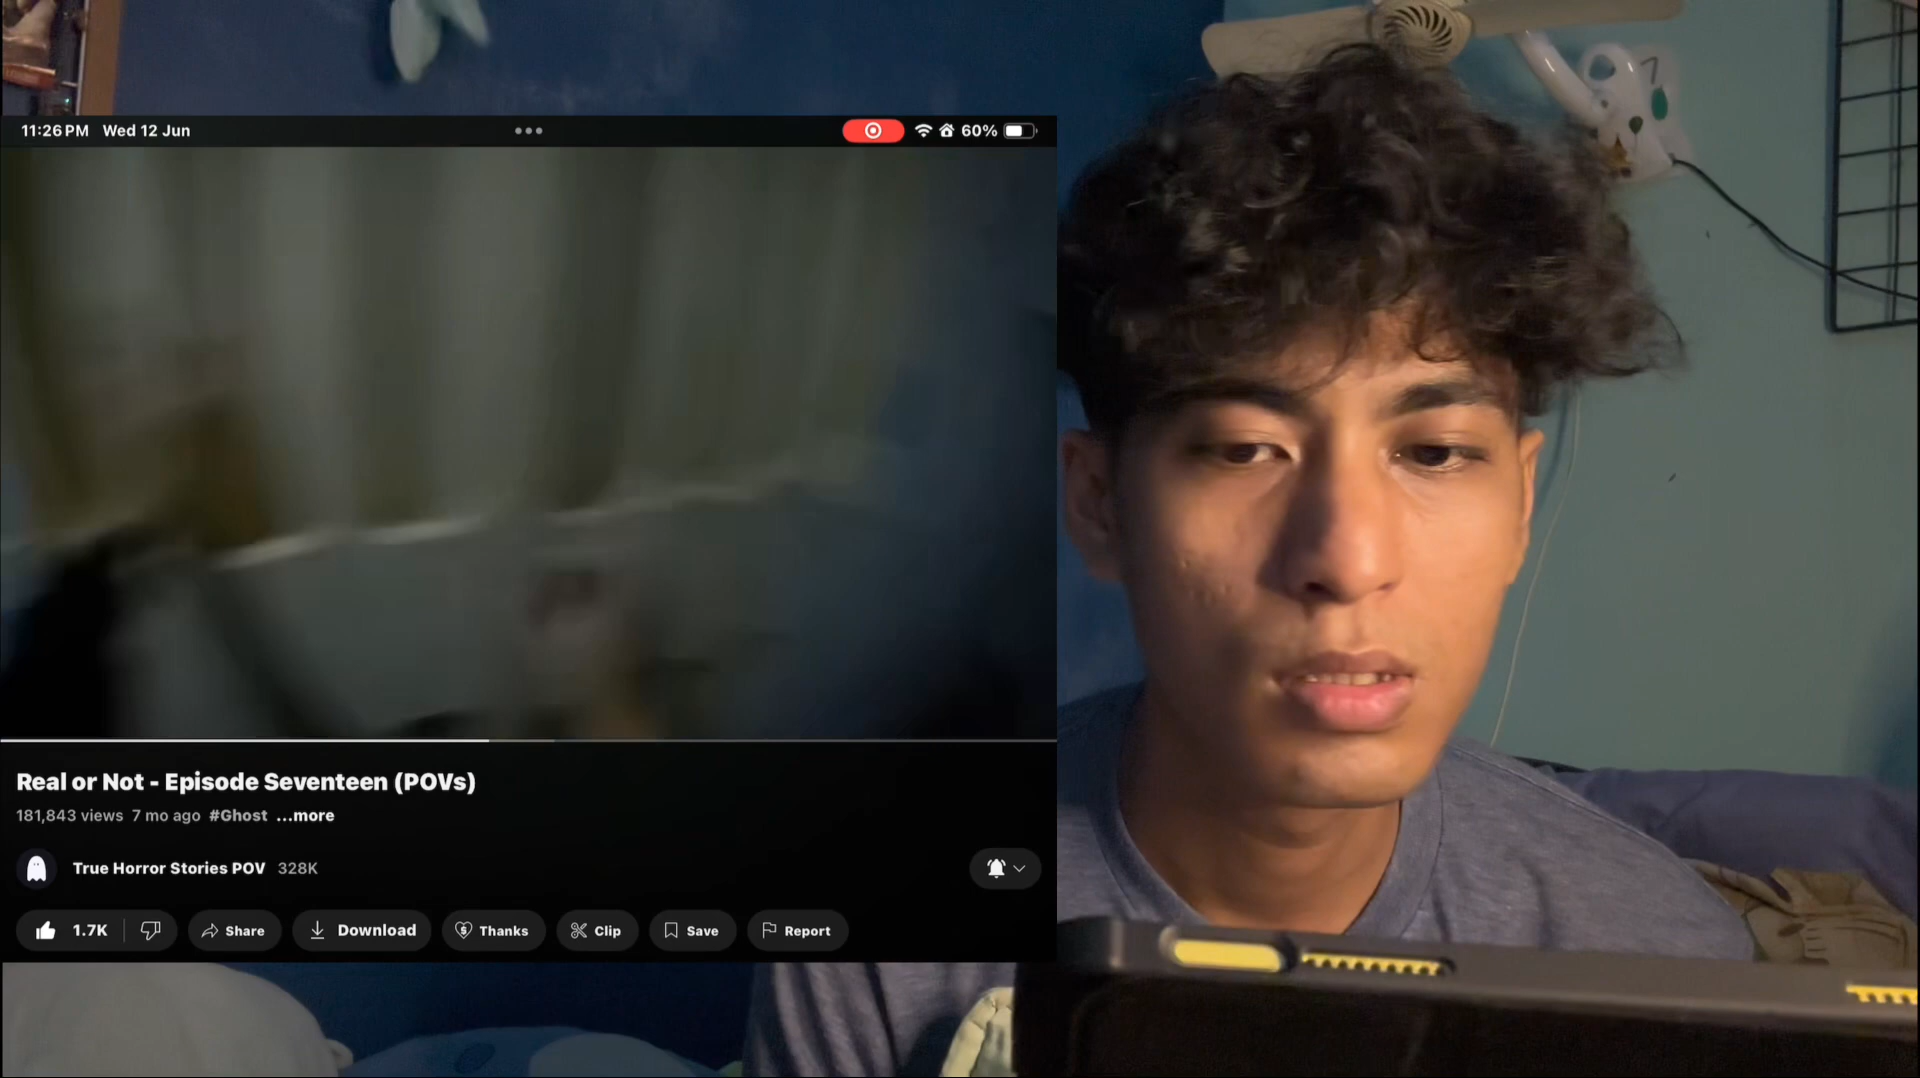 11:26 PM Wed 12 Jun
60%
Real or Not - Episode Seventeen (POVs)
181,843 views 7 mo ago #Ghost ...more
True Horror Stories POV 328K
1.7K Share Download Thanks Clip Save Report